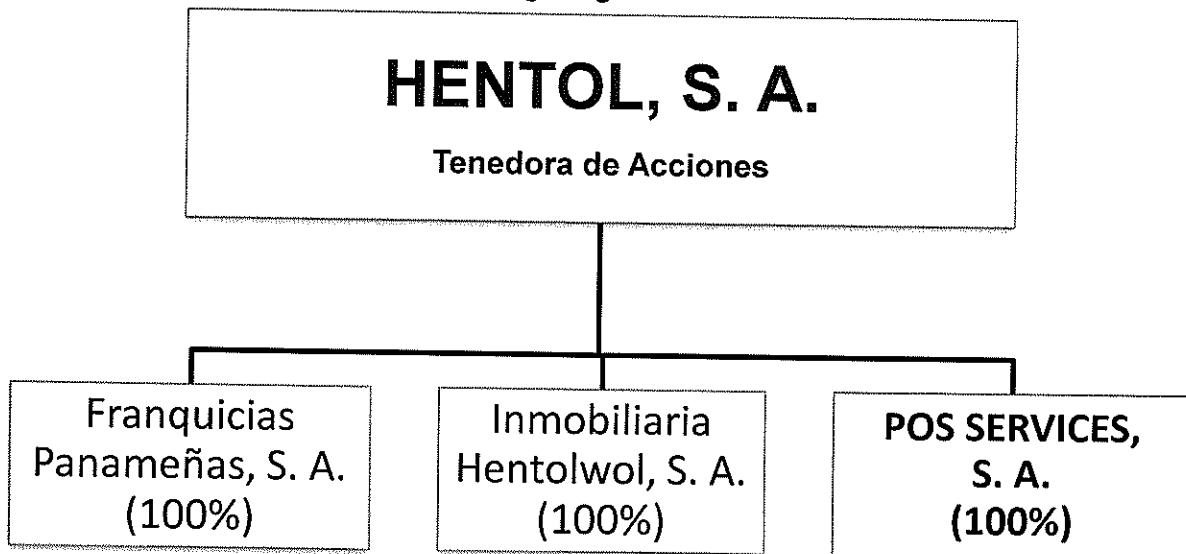 HENTOL, S. A.
Tenedora de Acciones
Franquicias
Panameñas, S. A.
(100%)
Inmobiliaria
Hentolwol, S. A.
(100%)
POS SERVICES,
S. A.
(100%)